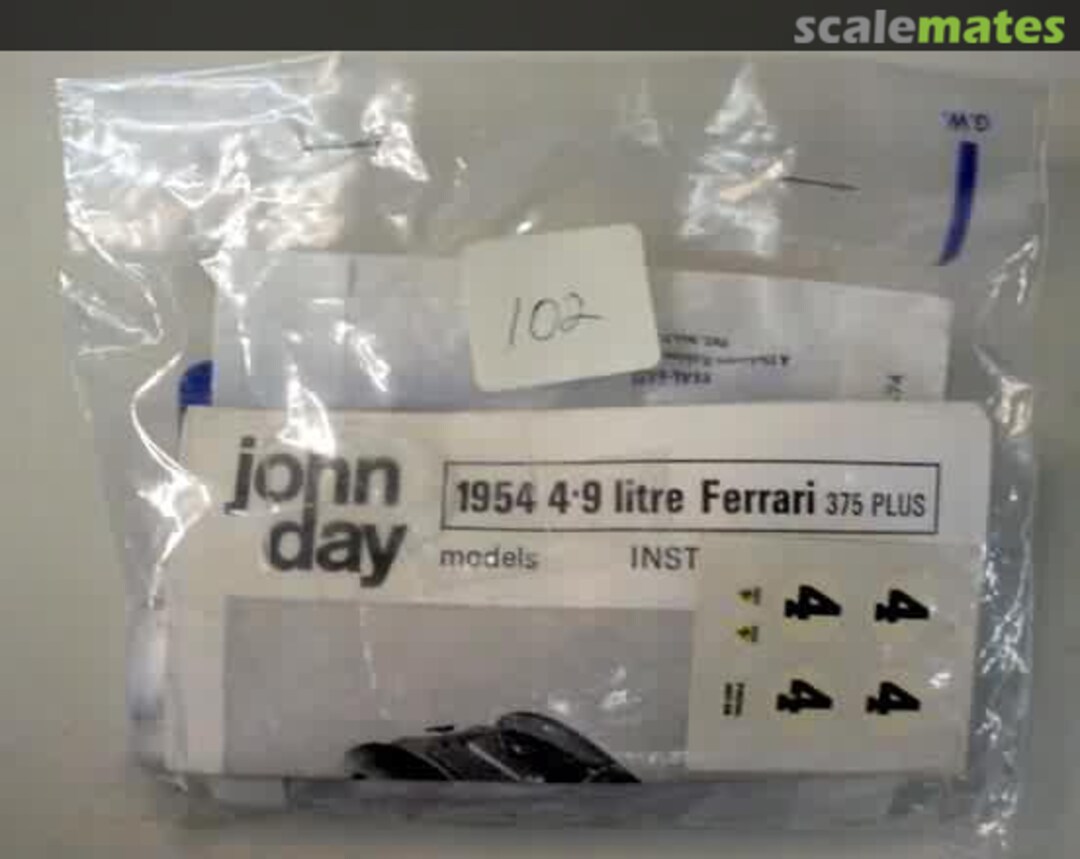 scalemates
G.W.
102
john
day
1954 4·9 litre Ferrari 375 PLUS
models INST
4 4
4 4